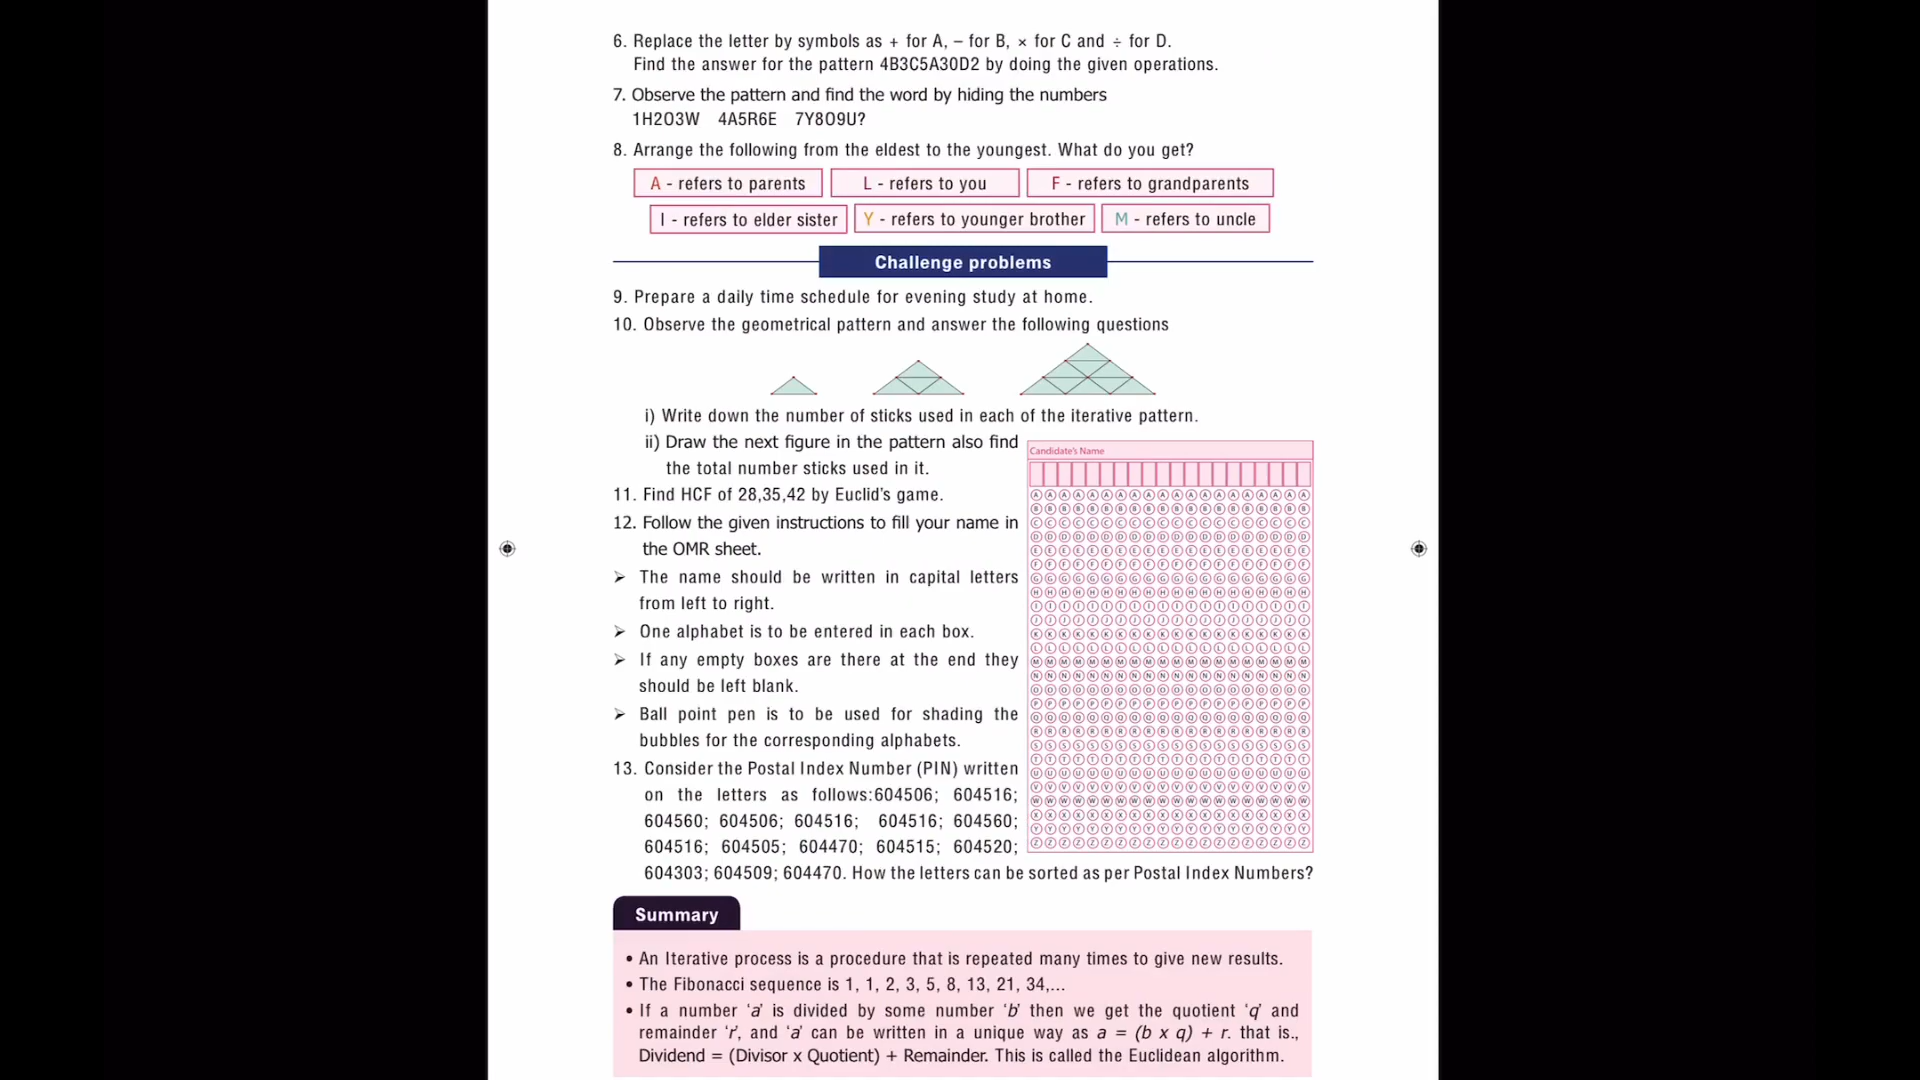 6. Replace the letter by symbols as + for A, – for B, × for C and ÷ for D.
Find the answer for the pattern 4B3C5A30D2 by doing the given operations.
7. Observe the pattern and find the word by hiding the numbers
1H2O3W 4A5R6E 7Y8O9U?
8. Arrange the following from the eldest to the youngest. What do you get?
A - refers to parents L - refers to you F - refers to grandparents
I - refers to elder sister Y - refers to younger brother M - refers to uncle
Challenge problems
9. Prepare a daily time schedule for evening study at home.
10. Observe the geometrical pattern and answer the following questions
i) Write down the number of sticks used in each of the iterative pattern.
ii) Draw the next figure in the pattern also find
the total number sticks used in it.
11. Find HCF of 28,35,42 by Euclid's game.
12. Follow the given instructions to fill your name in
the OMR sheet.
➢ The name should be written in capital letters
from left to right.
➢ One alphabet is to be entered in each box.
➢ If any empty boxes are there at the end they
should be left blank.
➢ Ball point pen is to be used for shading the
bubbles for the corresponding alphabets.
13. Consider the Postal Index Number (PIN) written
on the letters as follows:604506; 604516;
604560; 604506; 604516; 604516; 604560;
604516; 604505; 604470; 604515; 604520;
604303; 604509; 604470. How the letters can be sorted as per Postal Index Numbers?
Candidate's Name
A A A A A A A A A A A A A A A A A A A A
B B B B B B B B B B B B B B B B B B B B
C C C C C C C C C C C C C C C C C C C C
D D D D D D D D D D D D D D D D D D D D
E E E E E E E E E E E E E E E E E E E E
F F F F F F F F F F F F F F F F F F F F
G G G G G G G G G G G G G G G G G G G G
H H H H H H H H H H H H H H H H H H H H
I I I I I I I I I I I I I I I I I I I I
J J J J J J J J J J J J J J J J J J J J
K K K K K K K K K K K K K K K K K K K K
L L L L L L L L L L L L L L L L L L L L
M M M M M M M M M M M M M M M M M M M M
N N N N N N N N N N N N N N N N N N N N
O O O O O O O O O O O O O O O O O O O O
P P P P P P P P P P P P P P P P P P P P
Q Q Q Q Q Q Q Q Q Q Q Q Q Q Q Q Q Q Q Q
R R R R R R R R R R R R R R R R R R R R
S S S S S S S S S S S S S S S S S S S S
T T T T T T T T T T T T T T T T T T T T
U U U U U U U U U U U U U U U U U U U U
V V V V V V V V V V V V V V V V V V V V
W W W W W W W W W W W W W W W W W W W W
X X X X X X X X X X X X X X X X X X X X
Y Y Y Y Y Y Y Y Y Y Y Y Y Y Y Y Y Y Y Y
Z Z Z Z Z Z Z Z Z Z Z Z Z Z Z Z Z Z Z Z
Summary
• An Iterative process is a procedure that is repeated many times to give new results.
• The Fibonacci sequence is 1, 1, 2, 3, 5, 8, 13, 21, 34,...
• If a number 'a' is divided by some number 'b' then we get the quotient 'q' and
remainder 'r', and 'a' can be written in a unique way as a = (b x q) + r. that is.,
Dividend = (Divisor x Quotient) + Remainder. This is called the Euclidean algorithm.